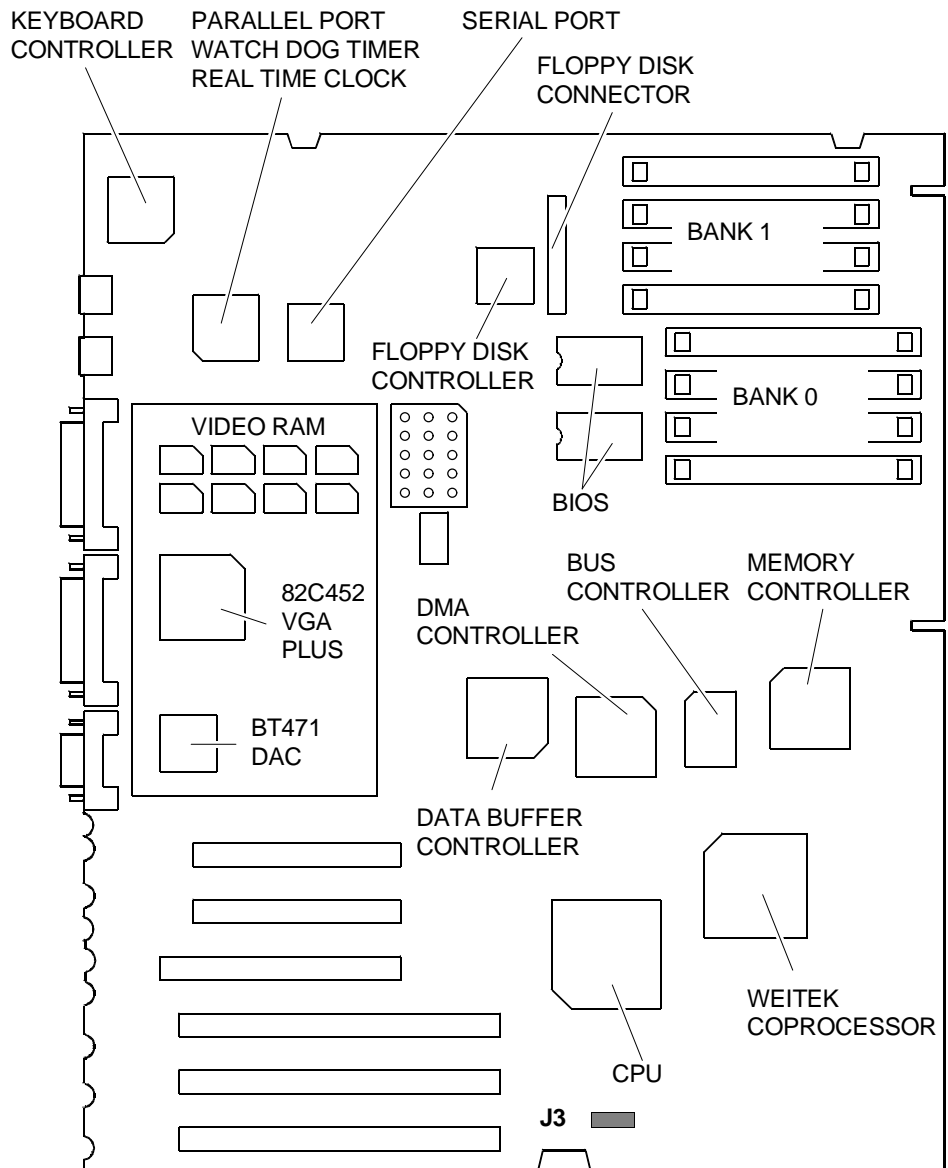 KEYBOARD
CONTROLLER
PARALLEL PORT
WATCH DOG TIMER
REAL TIME CLOCK
SERIAL PORT
FLOPPY DISK
CONNECTOR
BANK 1
FLOPPY DISK
CONTROLLER
BANK 0
VIDEO RAM
BIOS
82C452
VGA
PLUS
DMA
CONTROLLER
BUS
CONTROLLER
MEMORY
CONTROLLER
BT471
DAC
DATA BUFFER
CONTROLLER
WEITEK
COPROCESSOR
CPU
J3